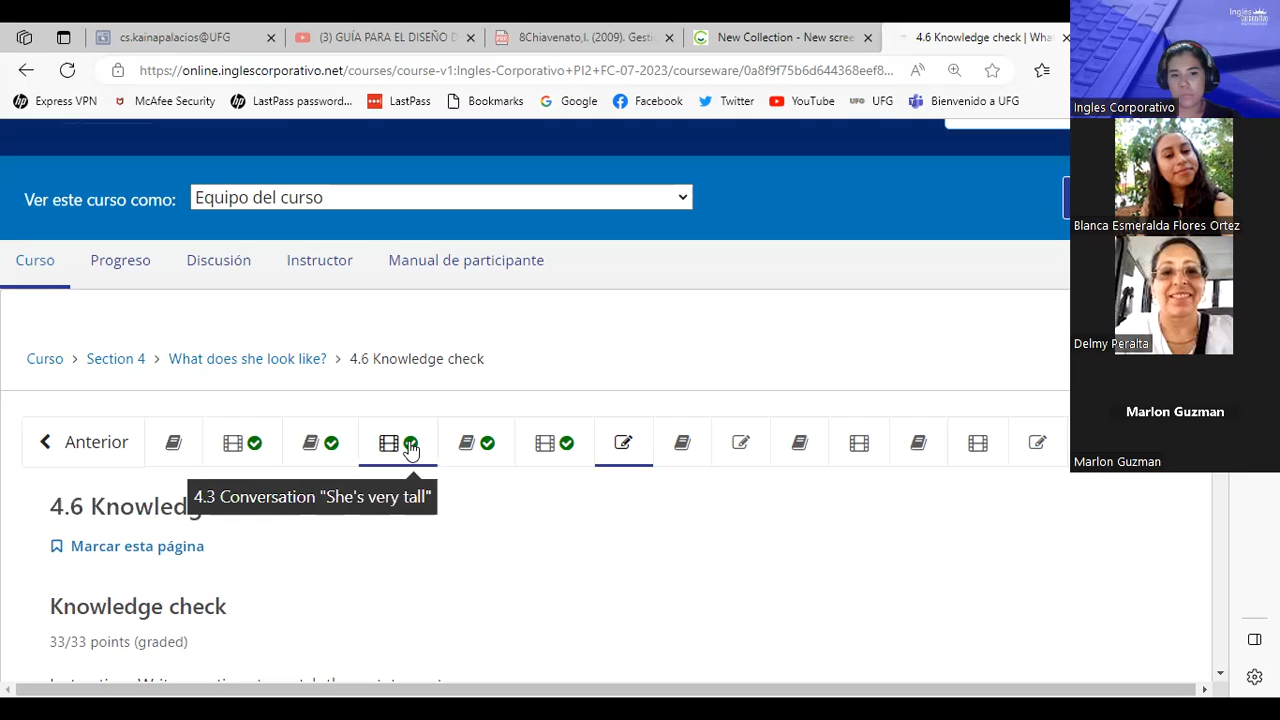 cs.kainapalacios@UFG
(3) GUÍA PARA EL DISEÑO D
8Chiavenato,I. (2009). Gesti
New Collection - New scree
4.6 Knowledge check | Wha
https://online.inglescorporativo.net/courses/course-v1:Ingles-Corporativo+PI2+FC-07-2023/courseware/0a8f9f75b6d644368eef8...
Express VPN
McAfee Security
LastPass password...
LastPass
Bookmarks
Google
Facebook
Twitter
YouTube
UFG
Bienvenido a UFG
Ver este curso como:
Equipo del curso
Curso
Progreso
Discusión
Instructor
Manual de participante
Curso > Section 4 > What does she look like? > 4.6 Knowledge check
Anterior
4.3 Conversation "She's very tall"
4.6 Knowled
Marcar esta página
Knowledge check
33/33 points (graded)
Ingles
CORPORATIVO
Ingles Corporativo
Blanca Esmeralda Flores Ortez
Delmy Peralta
Marlon Guzman
Marlon Guzman